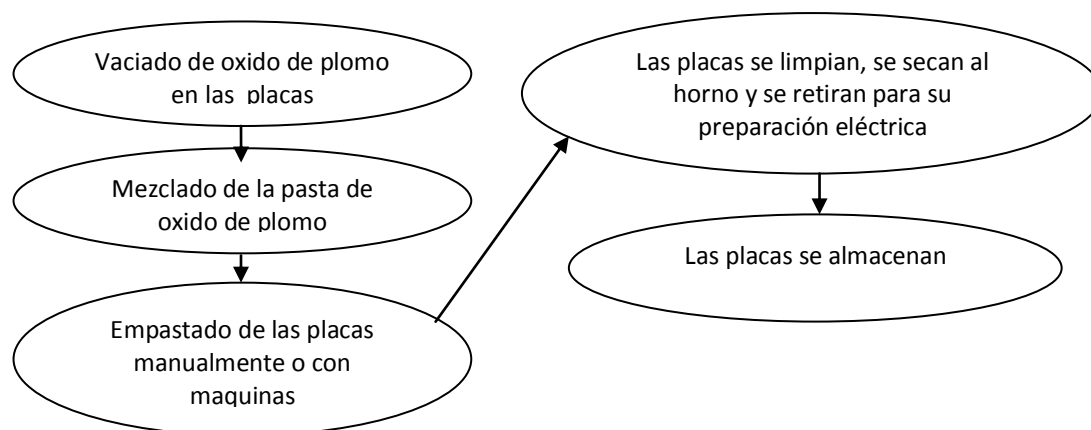 Vaciado de oxido de plomo
en las placas
Mezclado de la pasta de
oxido de plomo
Empastado de las placas
manualmente o con
maquinas
Las placas se limpian, se secan al
horno y se retiran para su
preparación eléctrica
Las placas se almacenan